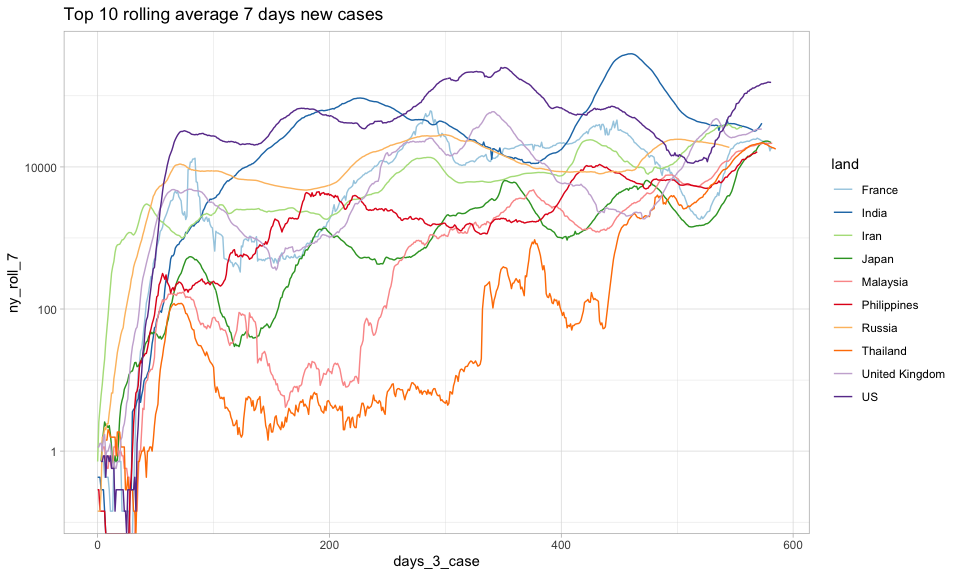 Top 10 rolling average 7 days new cases
ny_roll_7
10000
100
1
0
200
400
600
days_3_case
land
France
India
Iran
Japan
Malaysia
Philippines
Russia
Thailand
United Kingdom
US